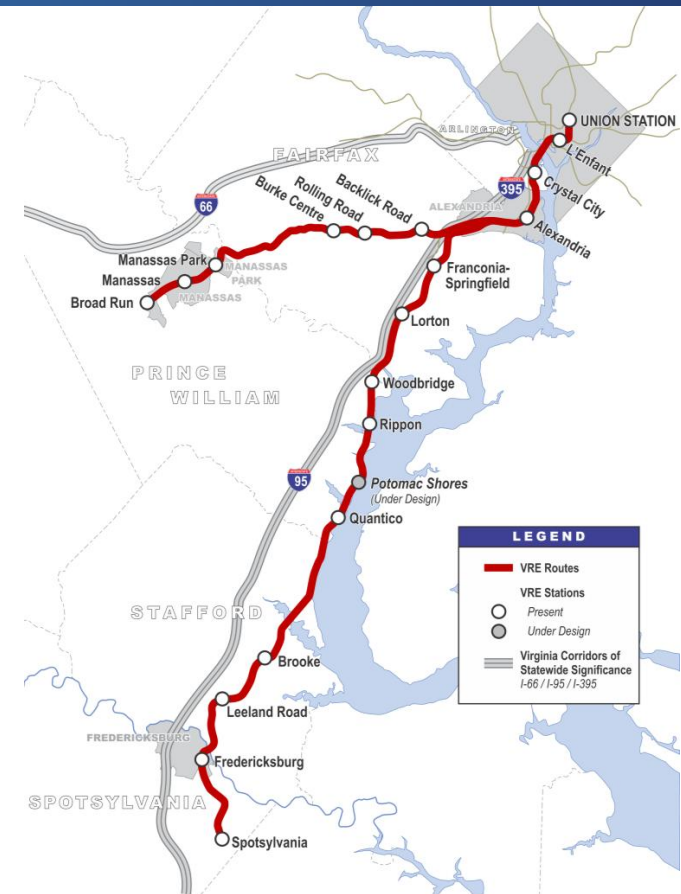 UNION STATION
ARLINGTON
L'Enfant
FAIRFAX
Crystal City
INTERSTATE
395
Backlick Road
Rolling Road
Burke Centre
ALEXANDRIA
INTERSTATE
66
Alexandria
Manassas Park
MANASSAS
PARK
Franconia-
Springfield
Manassas
MANASSAS
Broad Run
Lorton
PRINCE
WILLIAM
Woodbridge
Rippon
INTERSTATE
95
Potomac Shores
(Under Design)
Quantico
LEGEND
VRE Routes
VRE Stations
Present
Under Design
Virginia Corridors of
Statewide Significance
I-66 / I-95 / I-395
STAFFORD
Brooke
Leeland Road
FREDERICKSBURG
Fredericksburg
SPOTSYLVANIA
Spotsylvania